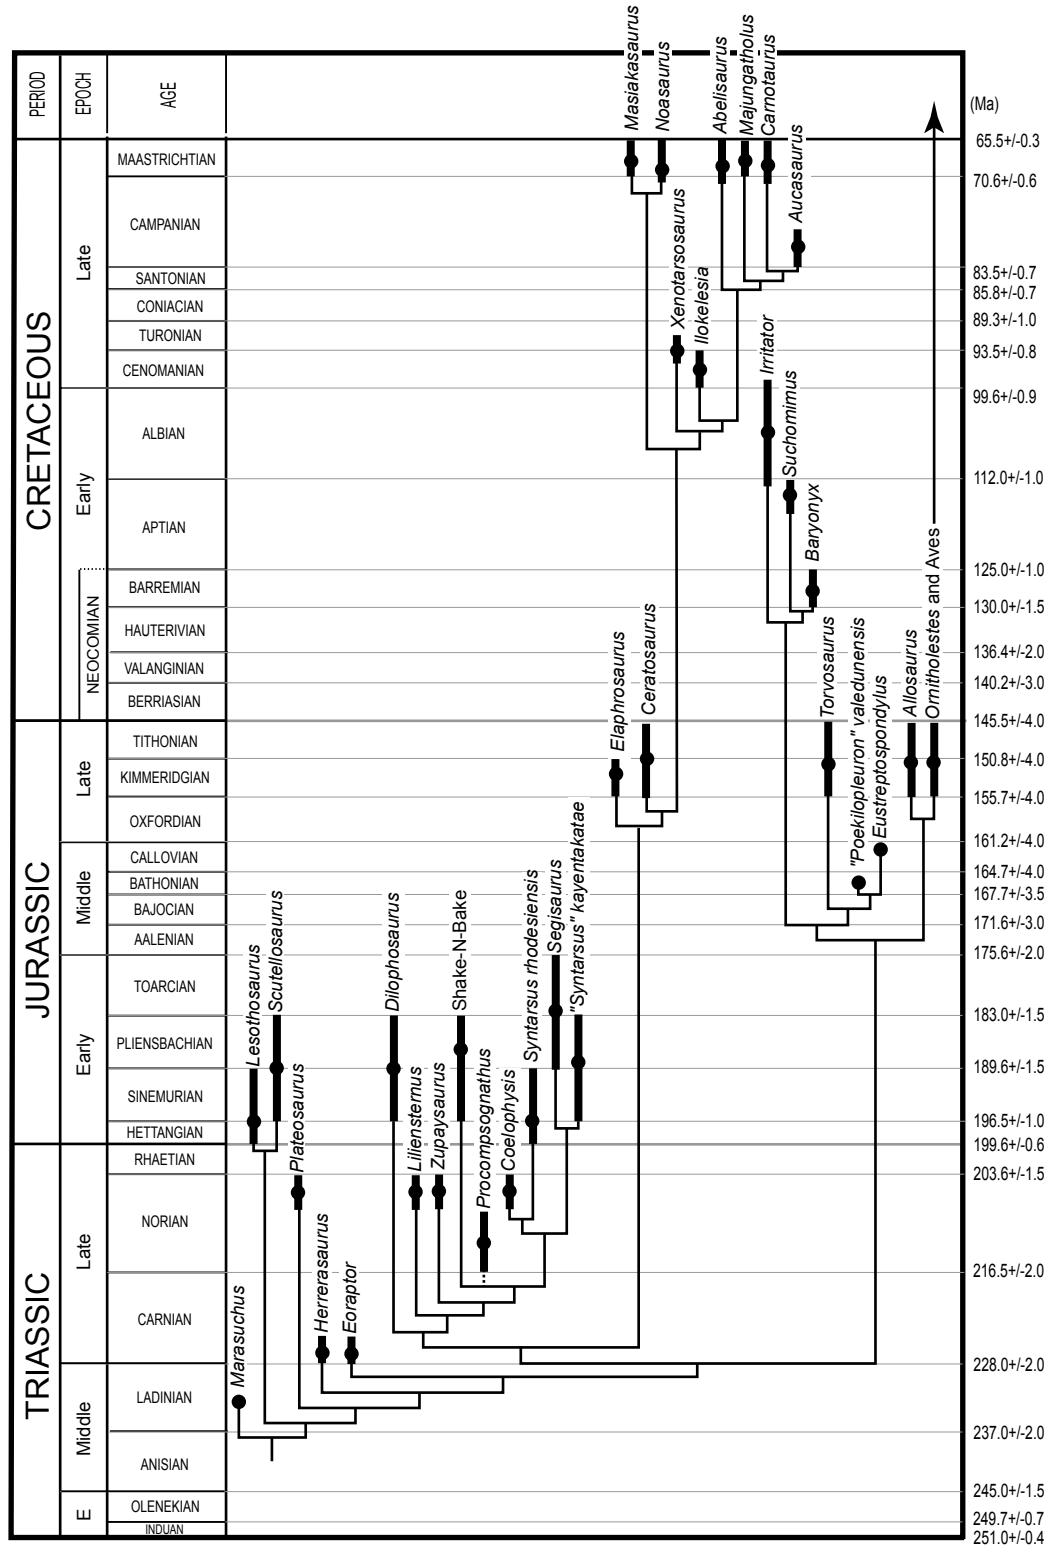 PERIOD
EPOCH
AGE
(Ma)
CRETACEOUS
JURASSIC
TRIASSIC
Late
Early
NEOCOMIAN
Late
Middle
Early
Late
Middle
E
MAASTRICHTIAN
CAMPANIAN
SANTONIAN
CONIACIAN
TURONIAN
CENOMANIAN
ALBIAN
APTIAN
BARREMIAN
HAUTERIVIAN
VALANGINIAN
BERRIASIAN
TITHONIAN
KIMMERIDGIAN
OXFORDIAN
CALLOVIAN
BATHONIAN
BAJOCIAN
AALENIAN
TOARCIAN
PLIENSBACHIAN
SINEMURIAN
HETTANGIAN
RHAETIAN
NORIAN
CARNIAN
LADINIAN
ANISIAN
OLENEKIAN
INDUAN
Masiakasaurus
Noasaurus
Abelisaurus
Majungatholus
Carnotaurus
Aucasaurus
Xenotarsosaurus
Ilokelesia
Irritator
Suchomimus
Baryonyx
Elaphrosaurus
Ceratosaurus
Torvosaurus
"Poekilopleuron" valedunensis
Eustreptospondylus
Allosaurus
Ornitholestes and Aves
Lesothosaurus
Scutellosaurus
Plateosaurus
Dilophosaurus
Liliensternus
Zupaysaurus
Shake-N-Bake
Procompsognathus
Coelophysis
Syntarsus rhodesiensis
Segisaurus
"Syntarsus" kayentakatae
Marasuchus
Herrerasaurus
Eoraptor
65.5+/-0.3
70.6+/-0.6
83.5+/-0.7
85.8+/-0.7
89.3+/-1.0
93.5+/-0.8
99.6+/-0.9
112.0+/-1.0
125.0+/-1.0
130.0+/-1.5
136.4+/-2.0
140.2+/-3.0
145.5+/-4.0
150.8+/-4.0
155.7+/-4.0
161.2+/-4.0
164.7+/-4.0
167.7+/-3.5
171.6+/-3.0
175.6+/-2.0
183.0+/-1.5
189.6+/-1.5
196.5+/-1.0
199.6+/-0.6
203.6+/-1.5
216.5+/-2.0
228.0+/-2.0
237.0+/-2.0
245.0+/-1.5
249.7+/-0.7
251.0+/-0.4